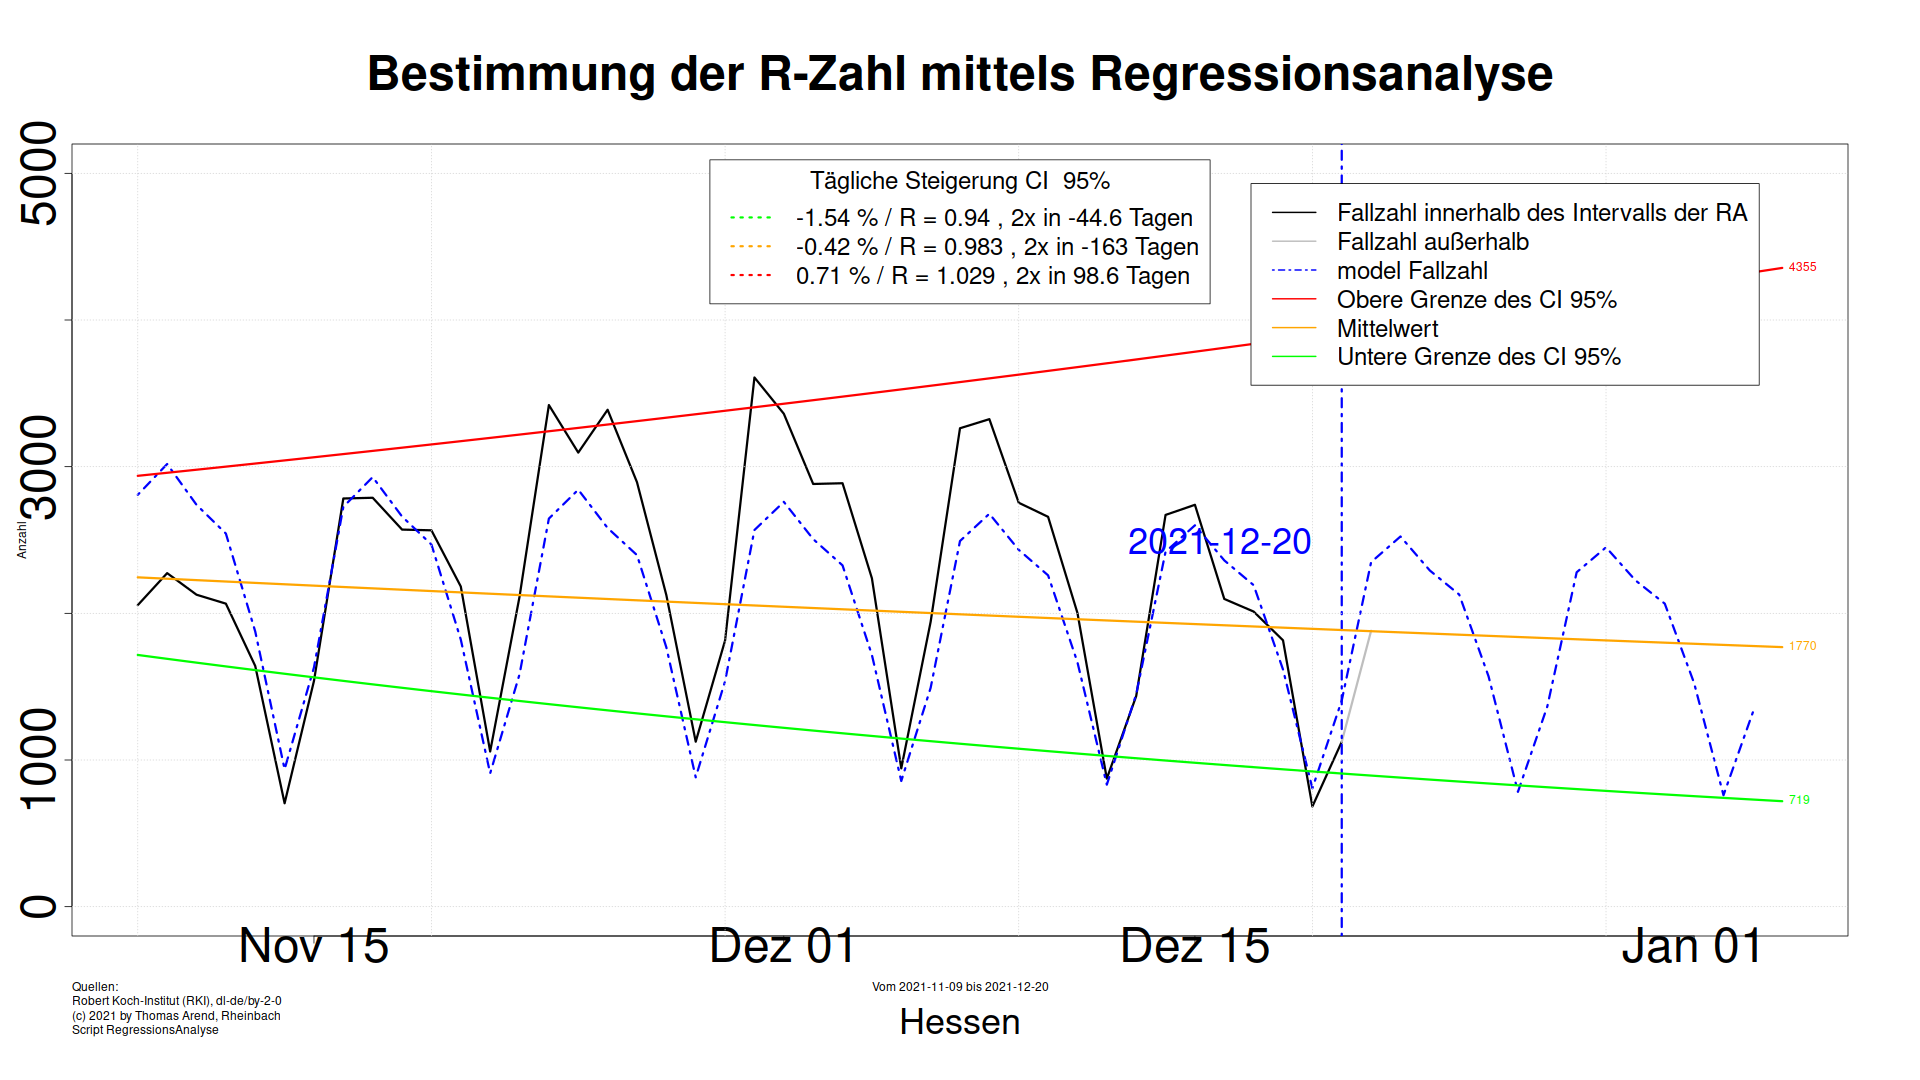 Bestimmung der R-Zahl mittels Regressionsanalyse
Anzahl
5000
3000
1000
0
Tägliche Steigerung CI  95%
-1.54 % / R = 0.94 , 2x in -44.6 Tagen
-0.42 % / R = 0.983 , 2x in -163 Tagen
0.71 % / R = 1.029 , 2x in 98.6 Tagen
Fallzahl innerhalb des Intervalls der RA
Fallzahl außerhalb
model Fallzahl
Obere Grenze des CI 95%
Mittelwert
Untere Grenze des CI 95%
4355
2021-12-20
1770
719
Nov 15
Dez 01
Dez 15
Jan 01
Quellen:
Robert Koch-Institut (RKI), dl-de/by-2-0
(c) 2021 by Thomas Arend, Rheinbach
Script RegressionsAnalyse
Vom 2021-11-09 bis 2021-12-20
Hessen